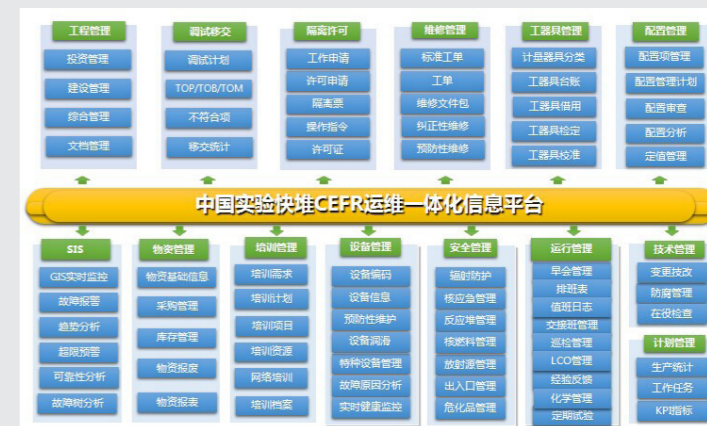 工程管理
投资管理
建设管理
综合管理
文档管理
调试移交
调试计划
TOP/TOB/TOM
不符合项
移交统计
隔离许可
工作申请
许可申请
隔离票
操作指令
许可证
维修管理
标准工单
工单
维修文件包
纠正性维修
预防性维修
工器具管理
计量器具分类
工器具台账
工器具借用
工器具检定
工器具校准
配置管理
配置项管理
配置管理计划
配置审查
配置分析
定值管理
中国实验快堆CEFR运维一体化信息平台
SIS
GIS实时监控
故障报警
趋势分析
超限预警
可靠性分析
故障树分析
物资管理
物资基础信息
采购管理
库存管理
物资报废
物资报表
培训管理
培训需求
培训计划
培训项目
培训资源
网络培训
培训档案
设备管理
设备编码
设备信息
预防性维护
设备润滑
特种设备管理
故障原因分析
实时健康监控
安全管理
辐射防护
核应急管理
反应堆管理
核燃料管理
放射源管理
出入口管理
危化品管理
运行管理
早会管理
排班表
值班日志
交接班管理
巡检管理
LCO管理
经验反馈
化学管理
定期试验
技术管理
变更技改
防腐管理
在役检查
计划管理
生产统计
工作任务
KPI指标